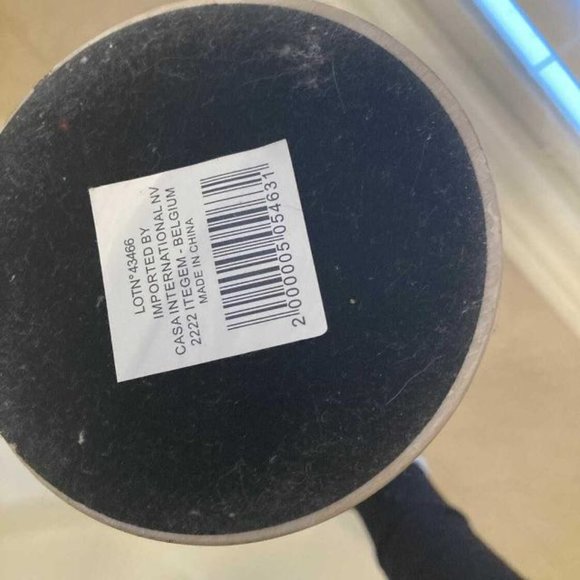 LOTN°43466
IMPORTED BY
CASA INTERNATIONAL NV
2222 ITEGEM - BELGIUM
MADE IN CHINA
2 000005 054631